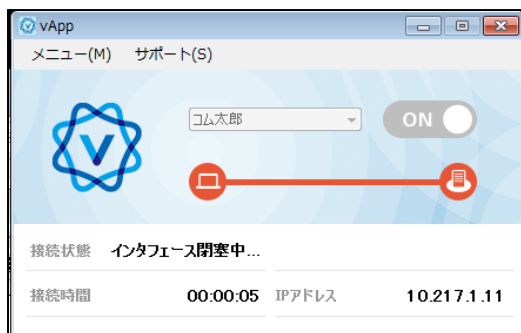 vApp
メニュー(M) サポート(S)
コム太郎
ON
V
接続状態 インタフェース閉塞中...
接続時間 00:00:05 IPアドレス 10.217.1.11